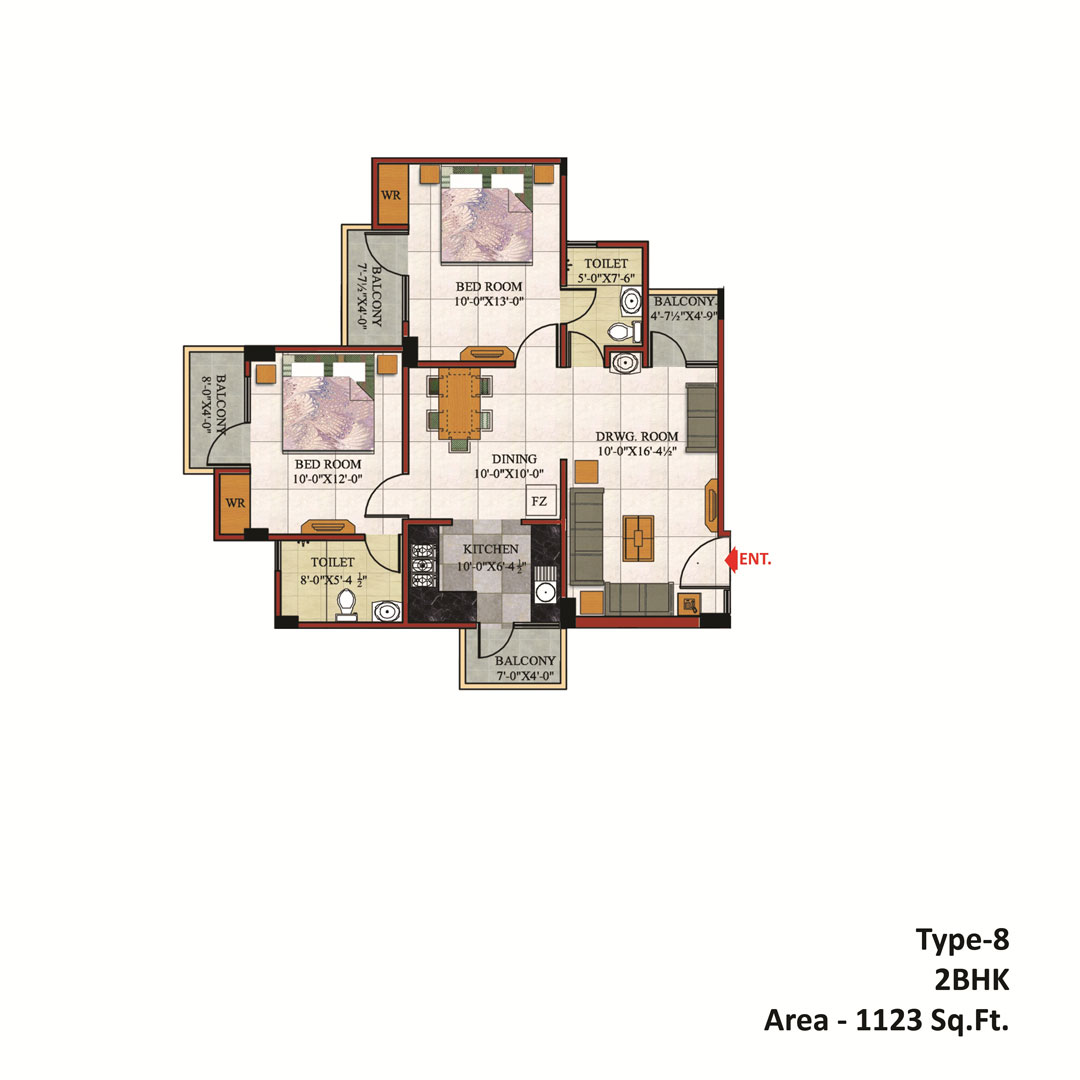 WR
BALCONY
7'-7½"X4'-0"
BED ROOM
10'-0"X13'-0"
TOILET
5'-0"X7'-6"
BALCONY
4'-7½"X4'-9"
BALCONY
8'-0"X4'-0"
BED ROOM
10'-0"X12'-0"
WR
DINING
10'-0"X10'-0"
FZ
DRWG. ROOM
10'-0"X16'-4½"
TOILET
8'-0"X5'-4 ½"
KITCHEN
10'-0"X6'-4 ½"
ENT.
BALCONY
7'-0"X4'-0"
Type-8
2BHK
Area - 1123 Sq.Ft.